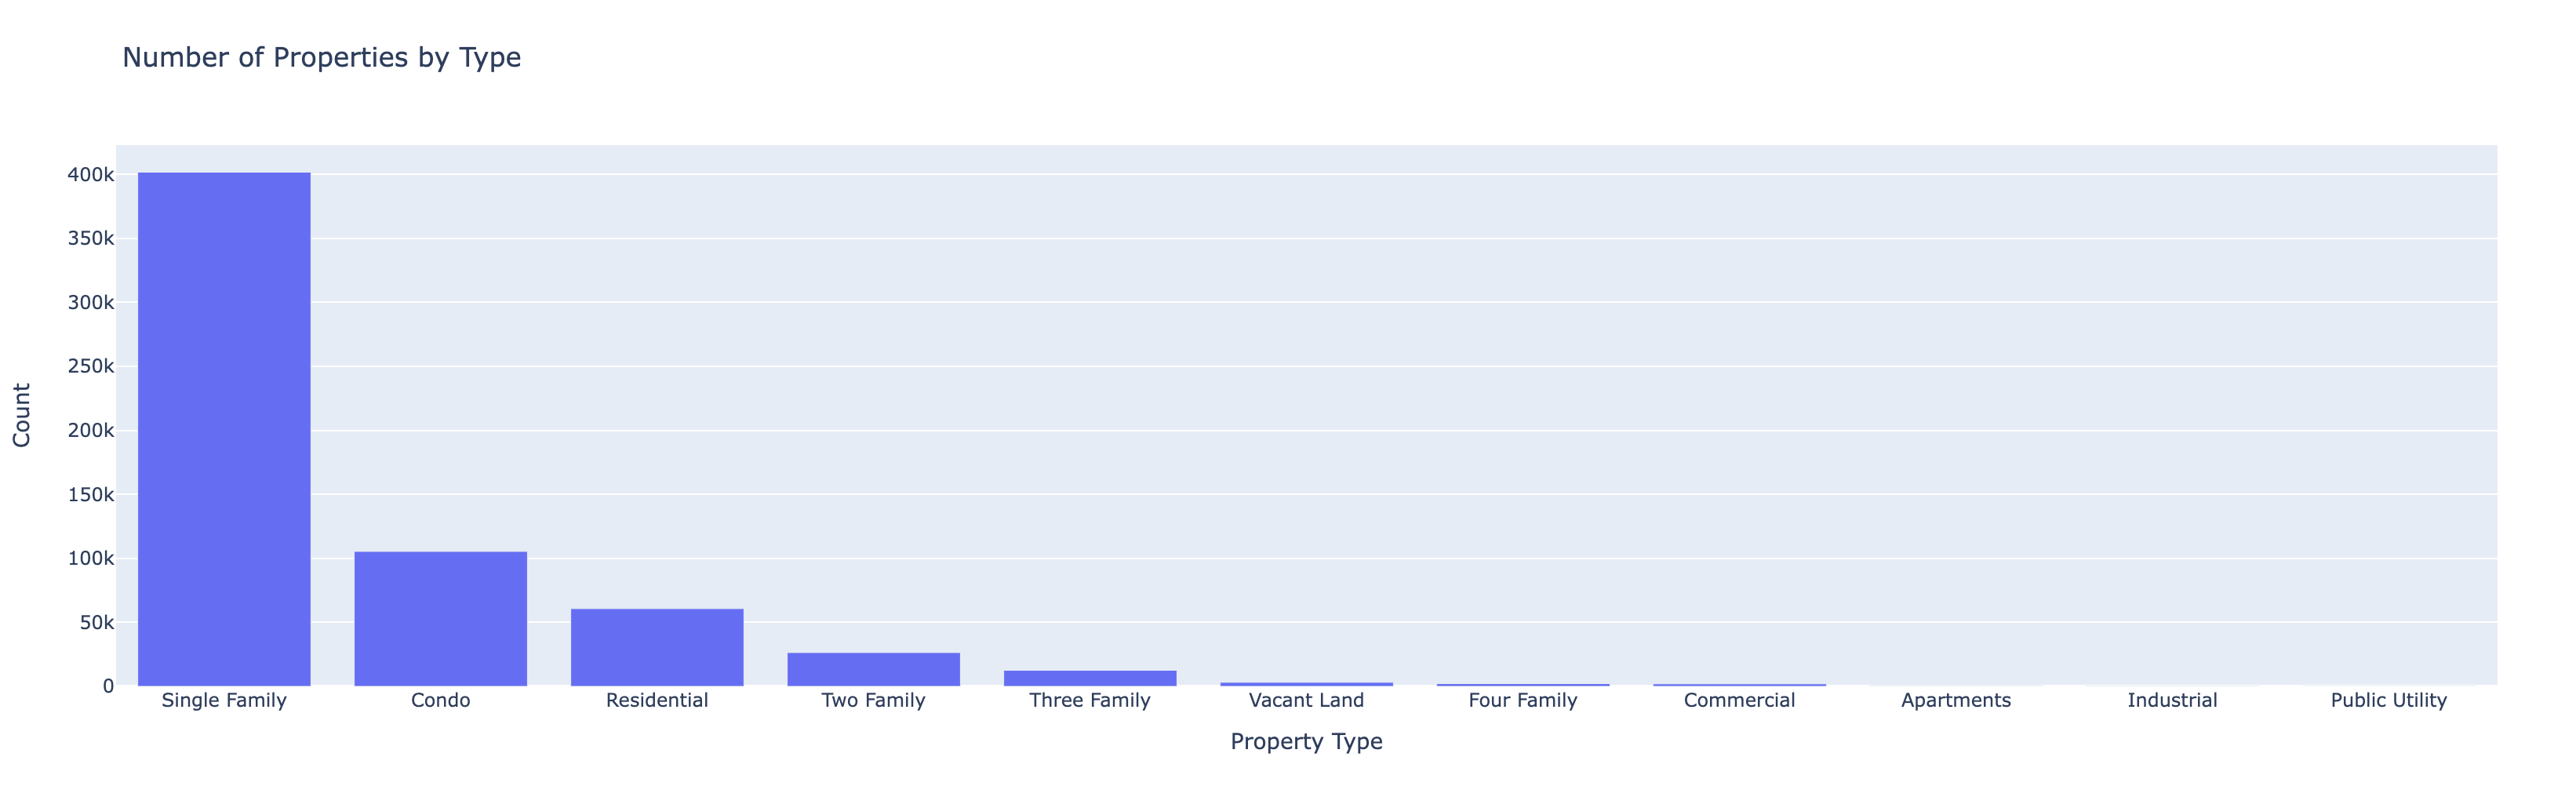 Number of Properties by Type
400k
350k
300k
250k
200k
150k
100k
50k
0
Count
Single Family Condo Residential Two Family Three Family Vacant Land Four Family Commercial Apartments Industrial Public Utility
Property Type